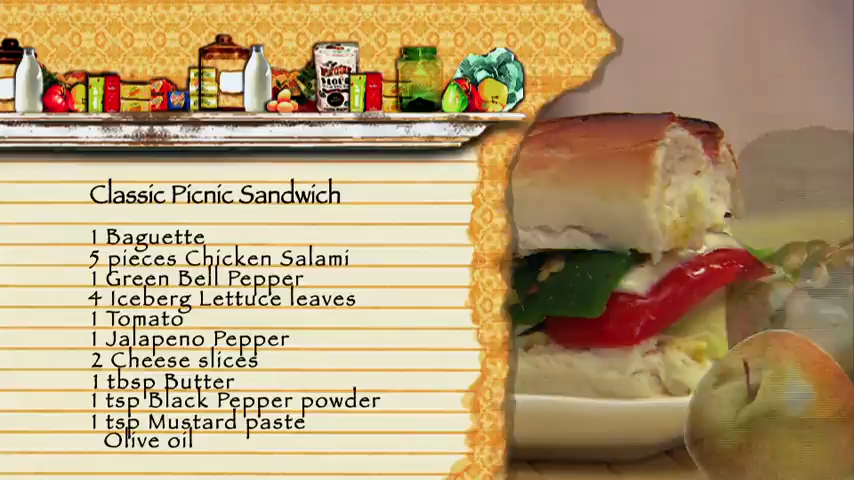 Classic Picnic Sandwich
1 Baguette
5 pieces Chicken Salami
1 Green Bell Pepper
4 Iceberg Lettuce leaves
1 Tomato
1 Jalapeno Pepper
2 Cheese slices
1 tbsp Butter
1 tsp Black Pepper powder
1 tsp Mustard paste
Olive oil